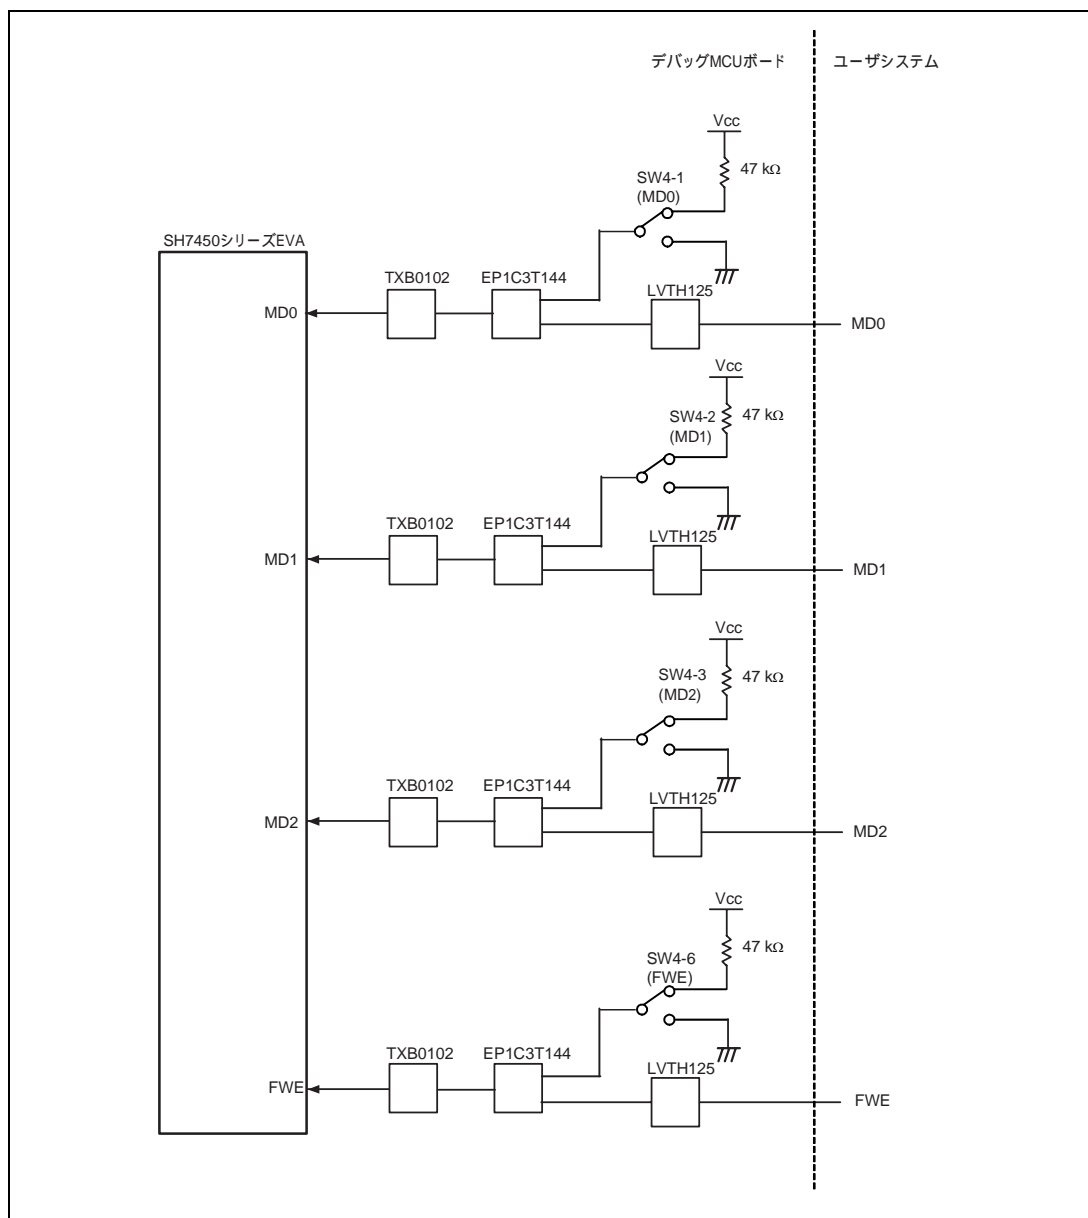 デバッグMCUボード
ユーザシステム
Vcc
47 kΩ
SW4-1
(MD0)
SH7450シリーズEVA
TXB0102
EP1C3T144
LVTH125
MD0
MD0
Vcc
47 kΩ
SW4-2
(MD1)
TXB0102
EP1C3T144
LVTH125
MD1
MD1
Vcc
47 kΩ
SW4-3
(MD2)
TXB0102
EP1C3T144
LVTH125
MD2
MD2
Vcc
47 kΩ
SW4-6
(FWE)
TXB0102
EP1C3T144
LVTH125
FWE
FWE